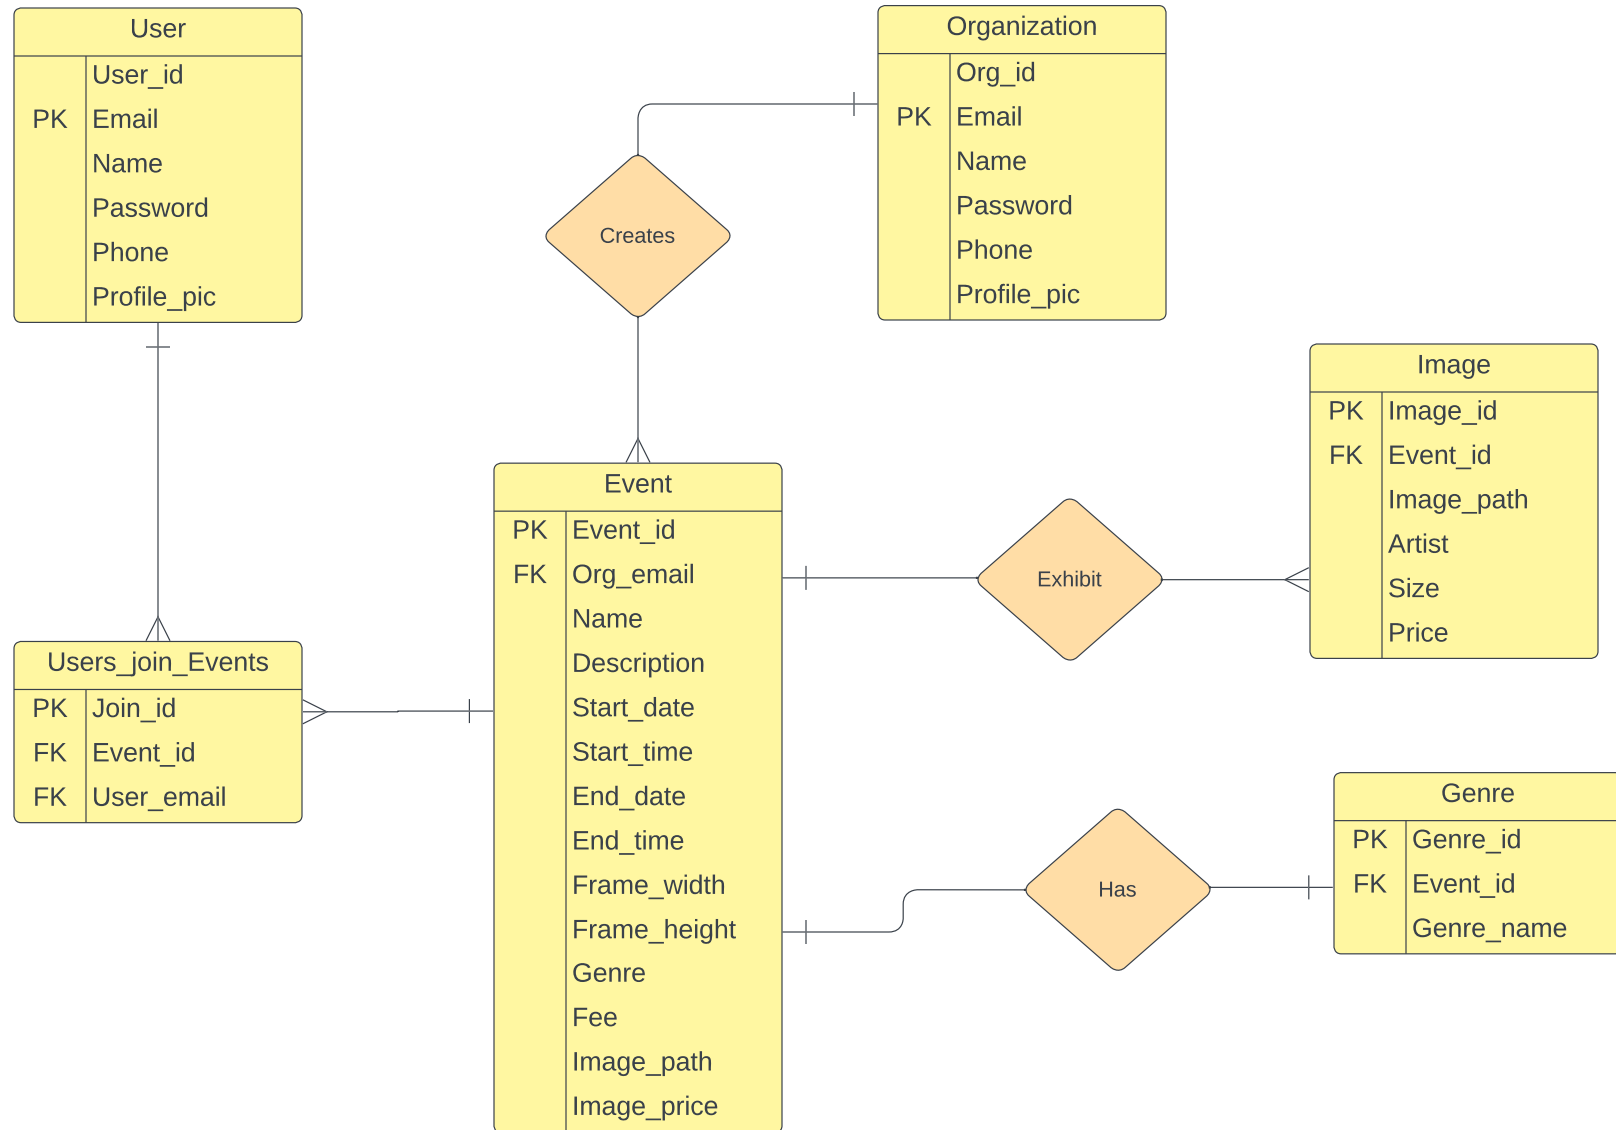 User
User_id
PK Email
Name
Password
Phone
Profile_pic
Organization
Org_id
PK Email
Name
Password
Phone
Profile_pic
Creates
Image
PK Image_id
FK Event_id
Image_path
Artist
Size
Price
Event
PK Event_id
FK Org_email
Name
Description
Start_date
Start_time
End_date
End_time
Frame_width
Frame_height
Genre
Fee
Image_path
Image_price
Exhibit
Users_join_Events
PK Join_id
FK Event_id
FK User_email
Has
Genre
PK Genre_id
FK Event_id
Genre_name